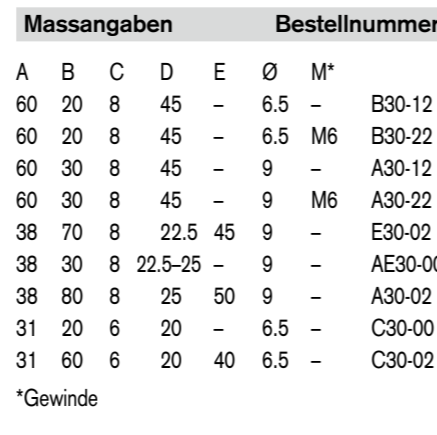 Massangaben Bestellnummer
A B C D E Ø M*
60 20 8 45 – 6.5 – B30-12
60 20 8 45 – 6.5 M6 B30-22
60 30 8 45 – 9 – A30-12
60 30 8 45 – 9 M6 A30-22
38 70 8 22.5 45 9 – E30-02
38 30 8 22.5–25 – 9 – AE30-00
38 80 8 25 50 9 – A30-02
31 20 6 20 – 6.5 – C30-00
31 60 6 20 40 6.5 – C30-02
*Gewinde